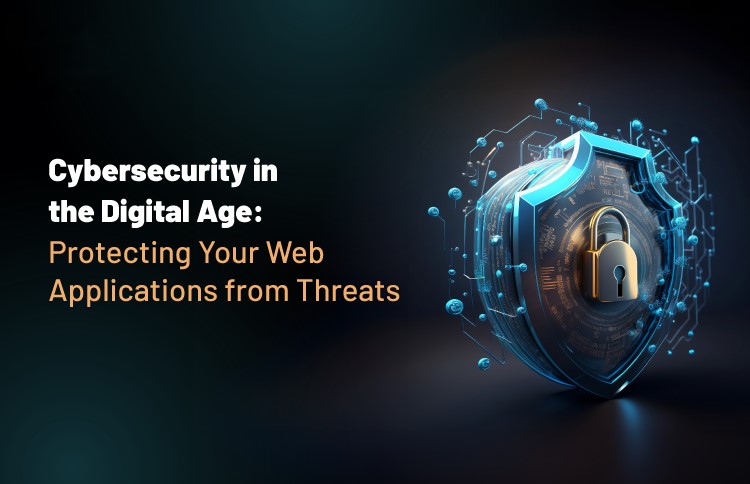 Cybersecurity in
the Digital Age:
Protecting Your Web
Applications from Threats